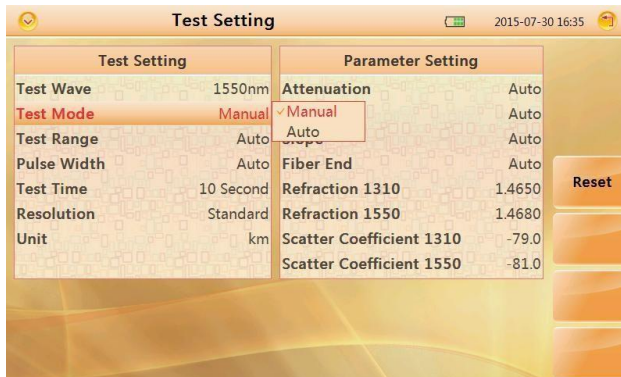 Test Setting 2015-07-30 16:35
Test Setting
Test Wave 1550nm
Test Mode Manual
Test Range Auto
Pulse Width Auto
Test Time 10 Second
Resolution Standard
Unit km
Parameter Setting
Attenuation Auto
Auto
Auto
Fiber End Auto
Refraction 1310 1.4650
Refraction 1550 1.4680
Scatter Coefficient 1310 -79.0
Scatter Coefficient 1550 -81.0
Manual
Auto
Reset